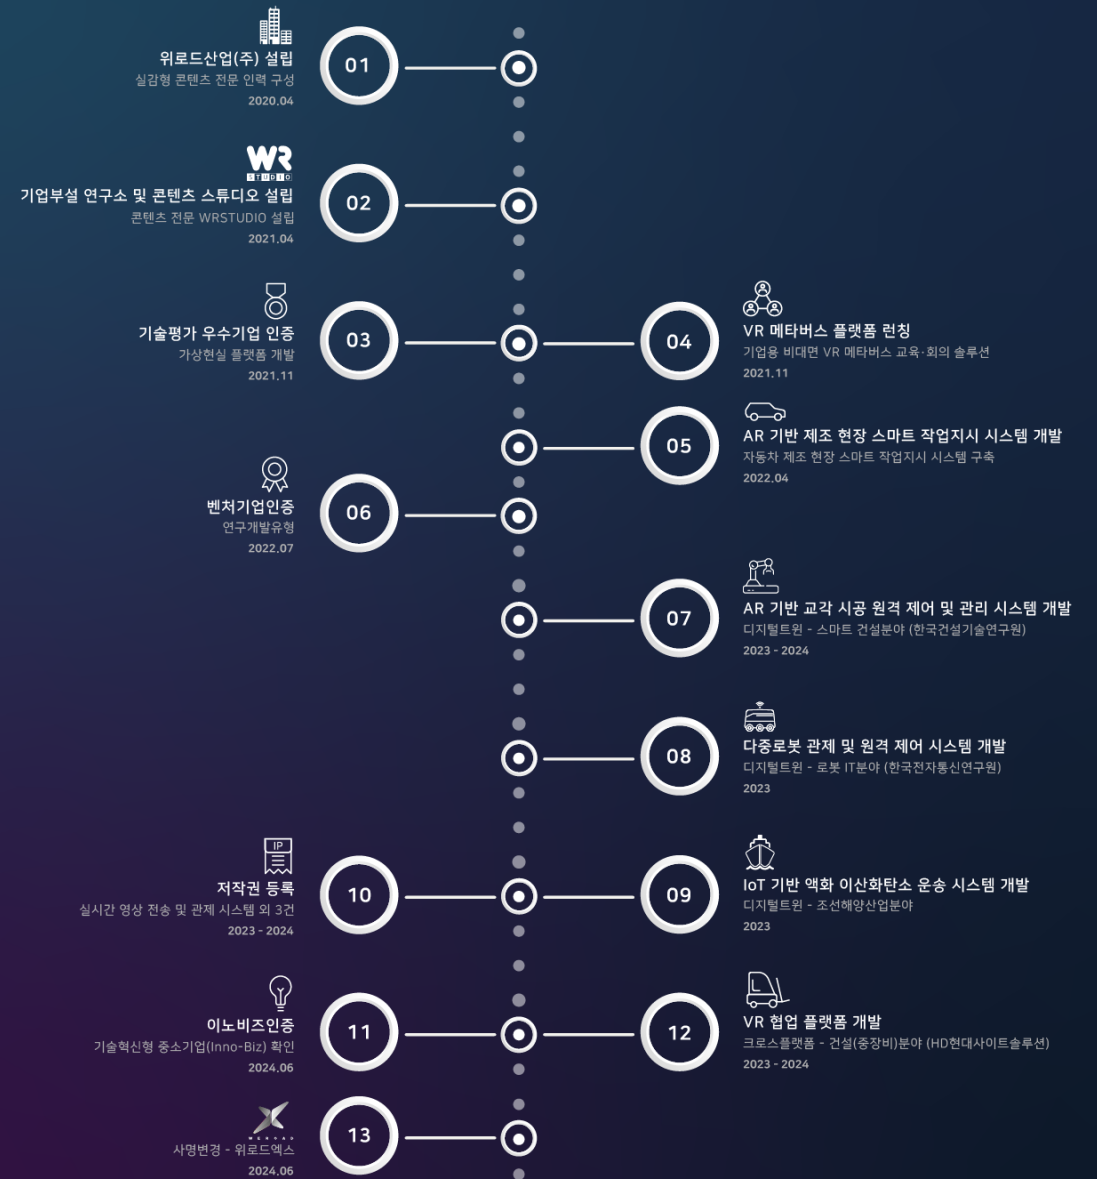 01
위로드산업(주) 설립
실감형 콘텐츠 전문 인력 구성
2020.04
WR
STUDIO
02
기업부설 연구소 및 콘텐츠 스튜디오 설립
콘텐츠 전문 WRSTUDIO 설립
2021.04
03
기술평가 우수기업 인증
가상현실 플랫폼 개발
2021.11
04
VR 메타버스 플랫폼 런칭
기업용 비대면 VR 메타버스 교육·회의 솔루션
2021.11
05
AR 기반 제조 현장 스마트 작업지시 시스템 개발
자동차 제조 현장 스마트 작업지시 시스템 구축
2022.04
06
벤처기업인증
연구개발유형
2022.07
07
AR 기반 교각 시공 원격 제어 및 관리 시스템 개발
디지털트윈 - 스마트 건설분야 (한국건설기술연구원)
2023 - 2024
08
다중로봇 관제 및 원격 제어 시스템 개발
디지털트윈 - 로봇 IT분야 (한국전자통신연구원)
2023
09
IoT 기반 액화 이산화탄소 운송 시스템 개발
디지털트윈 - 조선해양산업분야
2023
IP
10
저작권 등록
실시간 영상 전송 및 관제 시스템 외 3건
2023 - 2024
11
이노비즈인증
기술혁신형 중소기업(Inno-Biz) 확인
2024.06
12
VR 협업 플랫폼 개발
크로스플랫폼 - 건설(중장비)분야 (HD현대사이트솔루션)
2023 - 2024
13
사명변경 - 위로드엑스
2024.06